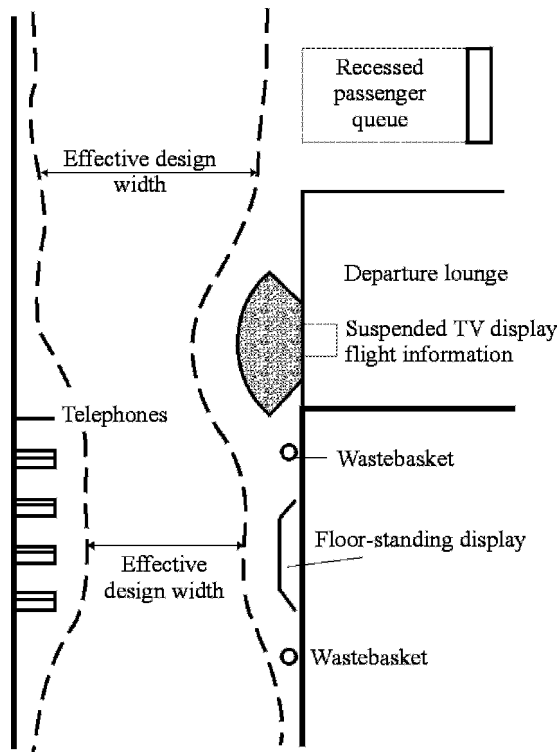 Recessed
passenger
queue
Effective design
width
Departure lounge
Suspended TV display
flight information
Telephones
Wastebasket
Floor-standing display
Effective
design width
Wastebasket